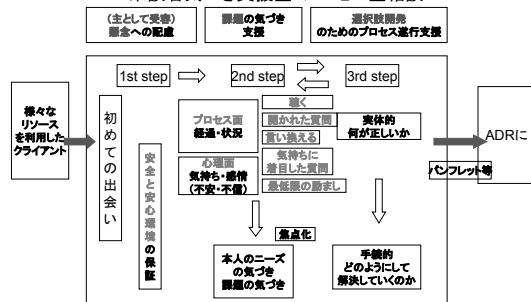 （主として受容）
懸念への配慮
課題の気づき
支援
選択肢開発
のためのプロセス遂行支援
1st step
2nd step
3rd step
様々な
リソース
を利用した
クライアント
初めての出会い
安全と安心環境の保証
プロセス面
経過・状況
心理面
気持ち・感情
（不安・不信）
聴く
開かれた質問
言い換える
気持ちに
着目した質問
最低限の励まし
実体的
何が正しいか
ADRに
パンフレット等
焦点化
本人のニーズ
の気づき
課題の気づき
手続的
どのようにして
解決していくのか